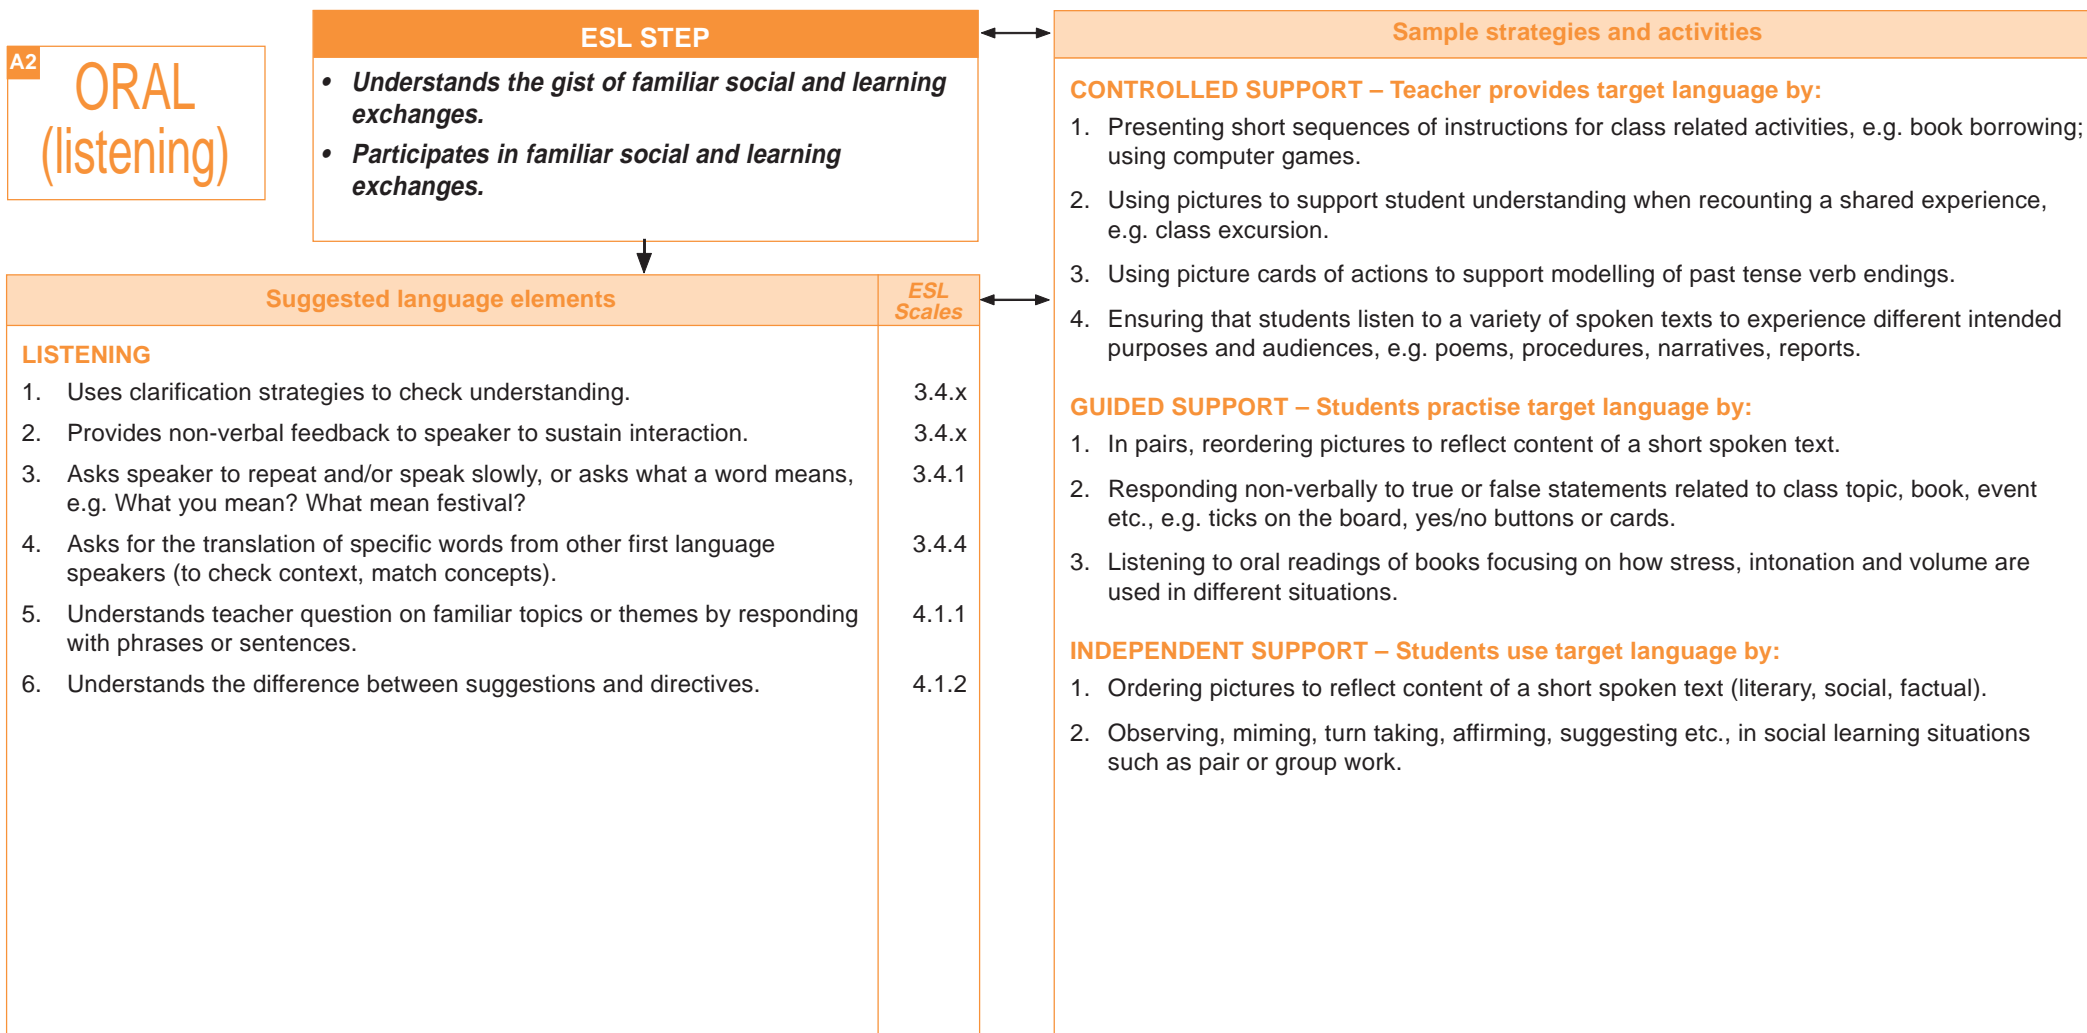 A2
ORAL
(listening)
ESL STEP
• Understands the gist of familiar social and learning
exchanges.
• Participates in familiar social and learning
exchanges.
Suggested language elements
ESL
Scales
LISTENING
1. Uses clarification strategies to check understanding. 3.4.x
2. Provides non-verbal feedback to speaker to sustain interaction. 3.4.x
3. Asks speaker to repeat and/or speak slowly, or asks what a word means, 3.4.1
e.g. What you mean? What mean festival?
4. Asks for the translation of specific words from other first language 3.4.4
speakers (to check context, match concepts).
5. Understands teacher question on familiar topics or themes by responding 4.1.1
with phrases or sentences.
6. Understands the difference between suggestions and directives. 4.1.2
Sample strategies and activities
CONTROLLED SUPPORT – Teacher provides target language by:
1. Presenting short sequences of instructions for class related activities, e.g. book borrowing;
using computer games.
2. Using pictures to support student understanding when recounting a shared experience,
e.g. class excursion.
3. Using picture cards of actions to support modelling of past tense verb endings.
4. Ensuring that students listen to a variety of spoken texts to experience different intended
purposes and audiences, e.g. poems, procedures, narratives, reports.
GUIDED SUPPORT – Students practise target language by:
1. In pairs, reordering pictures to reflect content of a short spoken text.
2. Responding non-verbally to true or false statements related to class topic, book, event
etc., e.g. ticks on the board, yes/no buttons or cards.
3. Listening to oral readings of books focusing on how stress, intonation and volume are
used in different situations.
INDEPENDENT SUPPORT – Students use target language by:
1. Ordering pictures to reflect content of a short spoken text (literary, social, factual).
2. Observing, miming, turn taking, affirming, suggesting etc., in social learning situations
such as pair or group work.